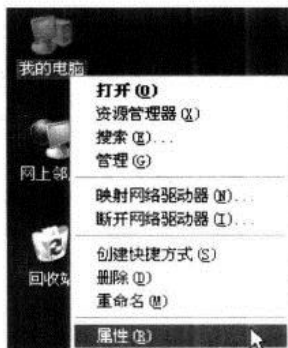 我的电脑
打开(O)
资源管理器(X)
搜索(E)...
管理(G)
网上邻
映射网络驱动器(N)...
断开网络驱动器(I)...
创建快捷方式(S)
删除(D)
回收站
重命名(M)
属性(R)